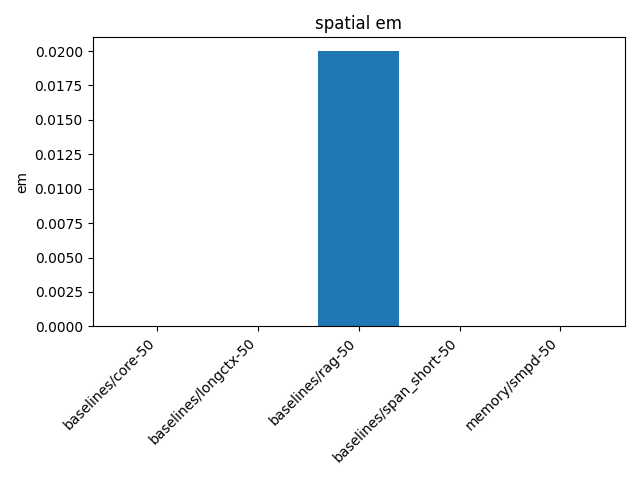 spatial em
em
0.0200
0.0175
0.0150
0.0125
0.0100
0.0075
0.0050
0.0025
0.0000
baselines/core-50
baselines/longctx-50
baselines/rag-50
baselines/span_short-50
memory/smpd-50